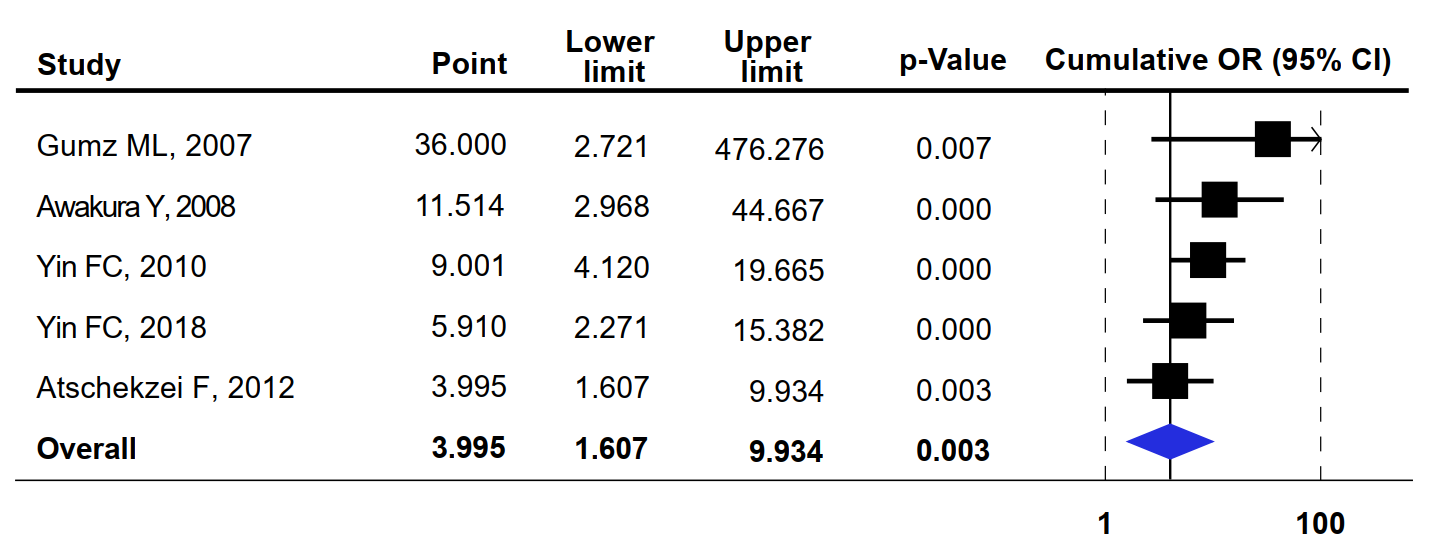 Study Point Lower limit Upper limit p-Value Cumulative OR (95% CI)
Gumz ML, 2007 36.000 2.721 476.276 0.007
Awakura Y, 2008 11.514 2.968 44.667 0.000
Yin FC, 2010 9.001 4.120 19.665 0.000
Yin FC, 2018 5.910 2.271 15.382 0.000
Atschekzei F, 2012 3.995 1.607 9.934 0.003
Overall 3.995 1.607 9.934 0.003
1 100